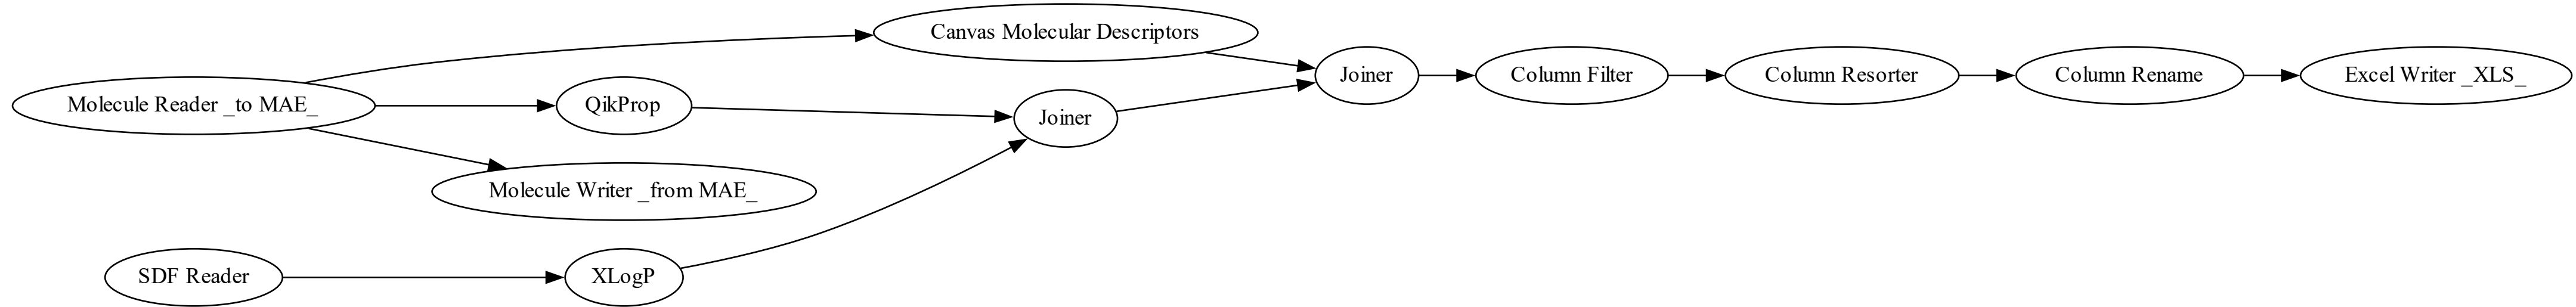 Canvas Molecular Descriptors
Molecule Reader _to MAE_
QikProp
Joiner
Joiner
Column Filter
Column Resorter
Column Rename
Excel Writer _XLS_
Molecule Writer _from MAE_
SDF Reader
XLogP